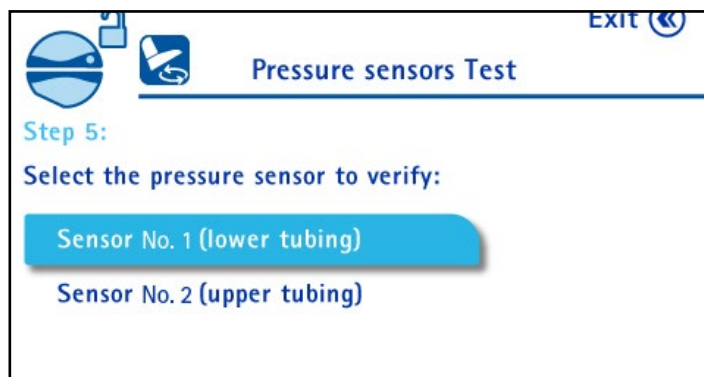 Exit
Pressure sensors Test
Step 5:
Select the pressure sensor to verify:
Sensor No. 1 (lower tubing)
Sensor No. 2 (upper tubing)